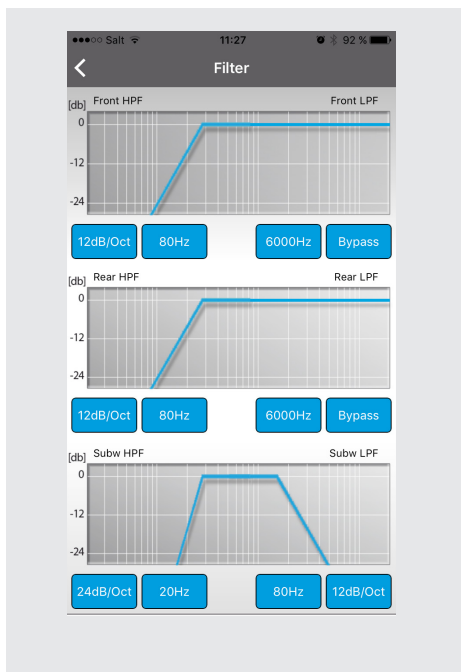 Salt 11:27 92 %
Filter
[db] Front HPF Front LPF
0
-12
-24
12dB/Oct 80Hz 6000Hz Bypass
[db] Rear HPF Rear LPF
0
-12
-24
12dB/Oct 80Hz 6000Hz Bypass
[db] Subw HPF Subw LPF
0
-12
-24
24dB/Oct 20Hz 80Hz 12dB/Oct